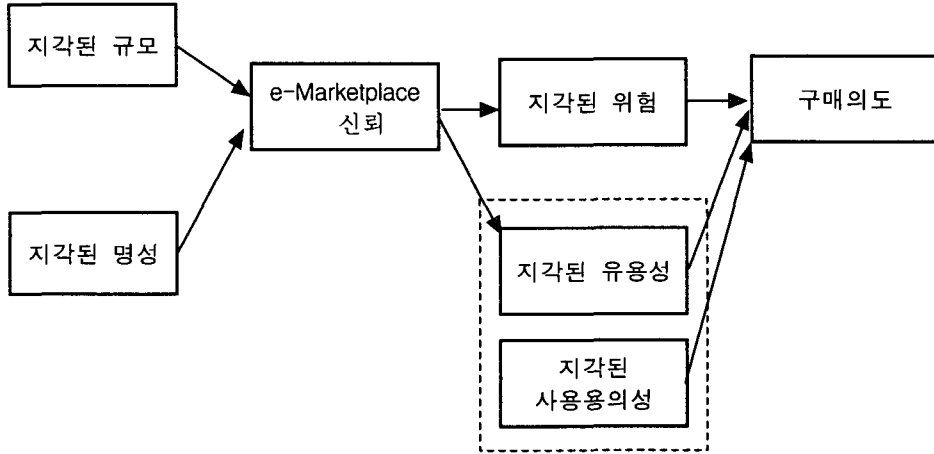 지각된 규모
e-Marketplace
신뢰
지각된 위험
구매의도
지각된 명성
지각된 유용성
지각된
사용용의성